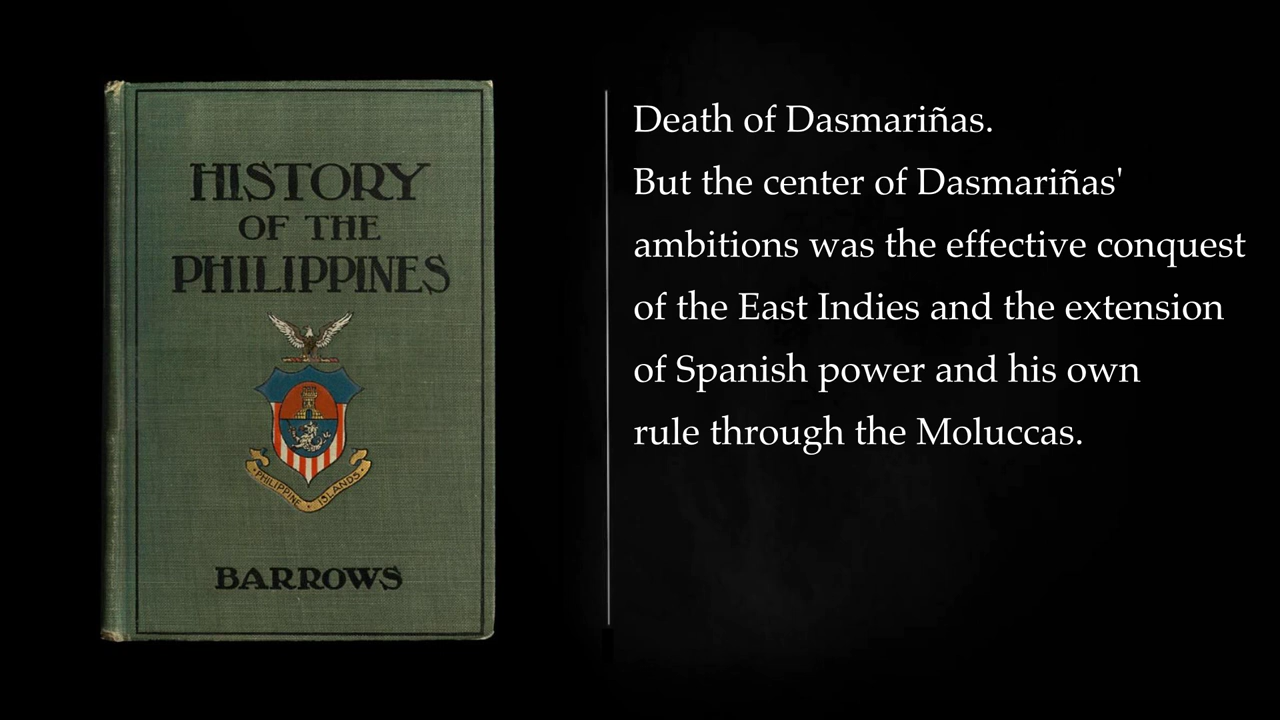 HISTORY
OF THE
PHILIPPINES
PHILIPPINE ISLANDS
BARROWS
Death of Dasmariñas.
But the center of Dasmariñas'
ambitions was the effective conquest
of the East Indies and the extension
of Spanish power and his own
rule through the Moluccas.